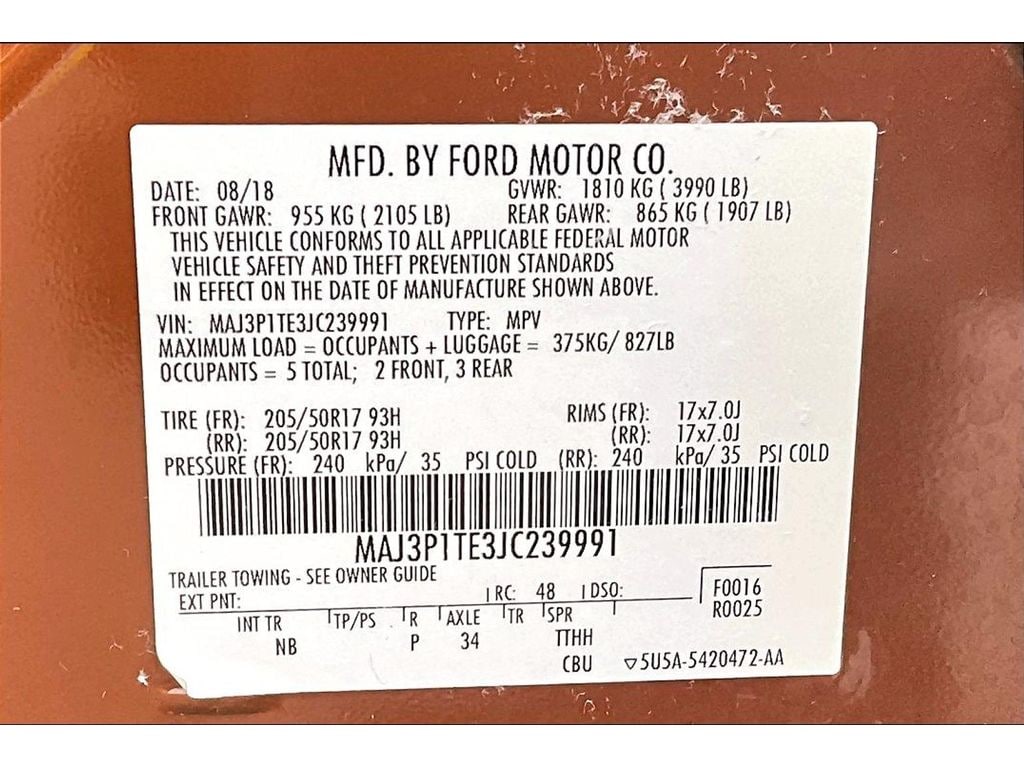 MFD. BY FORD MOTOR CO.
DATE: 08/18 GVWR: 1810 KG ( 3990 LB)
FRONT GAWR: 955 KG ( 2105 LB) REAR GAWR: 865 KG ( 1907 LB)
THIS VEHICLE CONFORMS TO ALL APPLICABLE FEDERAL MOTOR
VEHICLE SAFETY AND THEFT PREVENTION STANDARDS
IN EFFECT ON THE DATE OF MANUFACTURE SHOWN ABOVE.
VIN: MAJ3P1TE3JC239991 TYPE: MPV
MAXIMUM LOAD = OCCUPANTS + LUGGAGE = 375KG/ 827LB
OCCUPANTS = 5 TOTAL; 2 FRONT, 3 REAR
TIRE (FR): 205/50R17 93H RIMS (FR): 17x7.0J
(RR): 205/50R17 93H (RR): 17x7.0J
PRESSURE (FR): 240 kPa/ 35 PSI COLD (RR): 240 kPa/ 35 PSI COLD
MAJ3P1TE3JC239991
TRAILER TOWING - SEE OWNER GUIDE
EXT PNT: RC: 48 DSO: F0016
R0025
INT TR TP/PS R AXLE TR SPR
NB P 34 TTHH
CBU ▽5U5A-5420472-AA